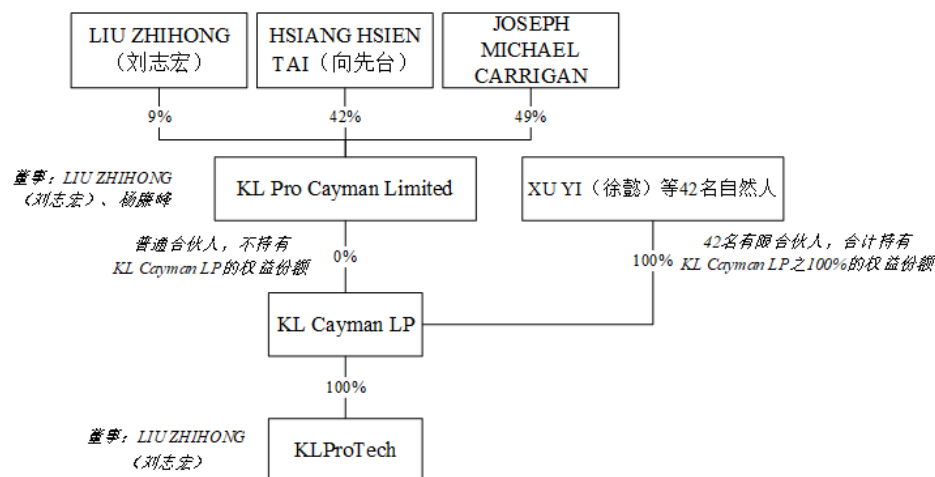 LIU ZHIHONG
（刘志宏）
HSIANG HSIEN
TAI（向先台）
JOSEPH
MICHAEL
CARRIGAN
9%
42%
49%
董事：LIU ZHIHONG
（刘志宏）、杨廉峰
KL Pro Cayman Limited
XU YI（徐懿）等42名自然人
普通合伙人，不持有
KL Cayman LP的权益份额
0%
100%
42名有限合伙人，合计持有
KL Cayman LP之100%的权益份额
KL Cayman LP
100%
董事：LIU ZHIHONG
（刘志宏）
KLProTech